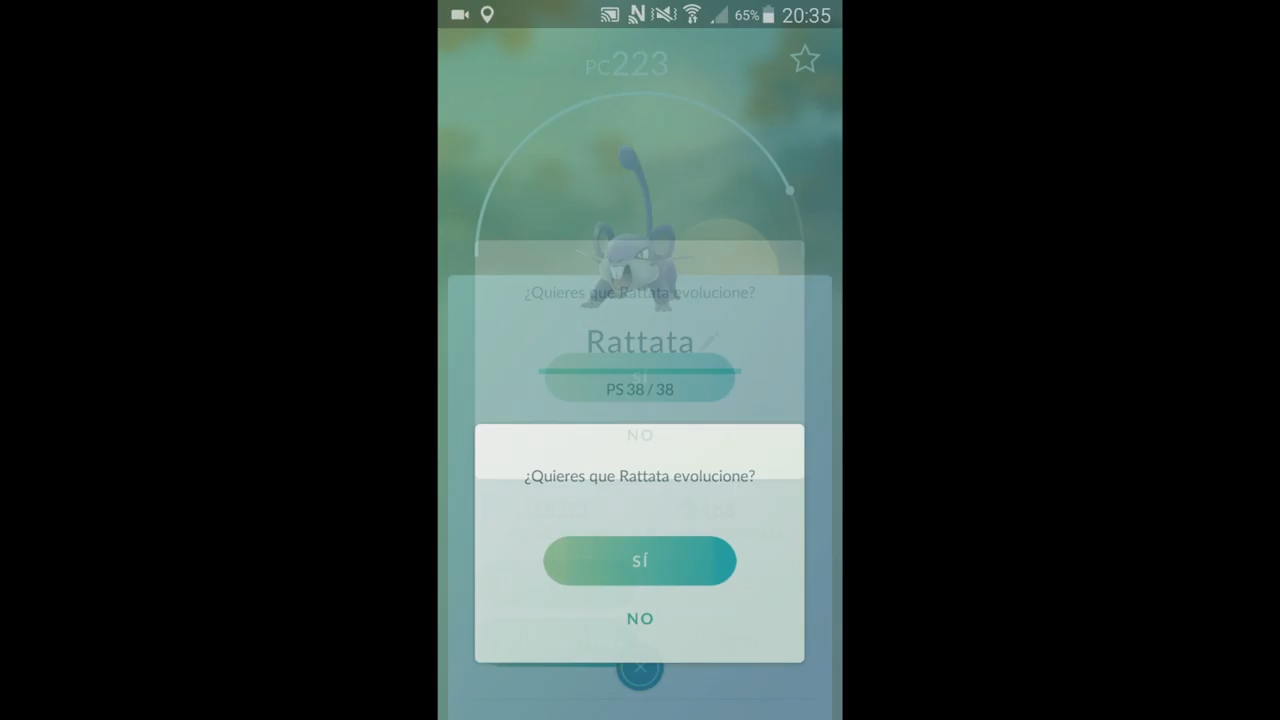 65% 20:35
PC223
¿Quieres que Rattata evolucione?
Rattata
SÍ
PS 38 / 38
NO
¿Quieres que Rattata evolucione?
SÍ
NO